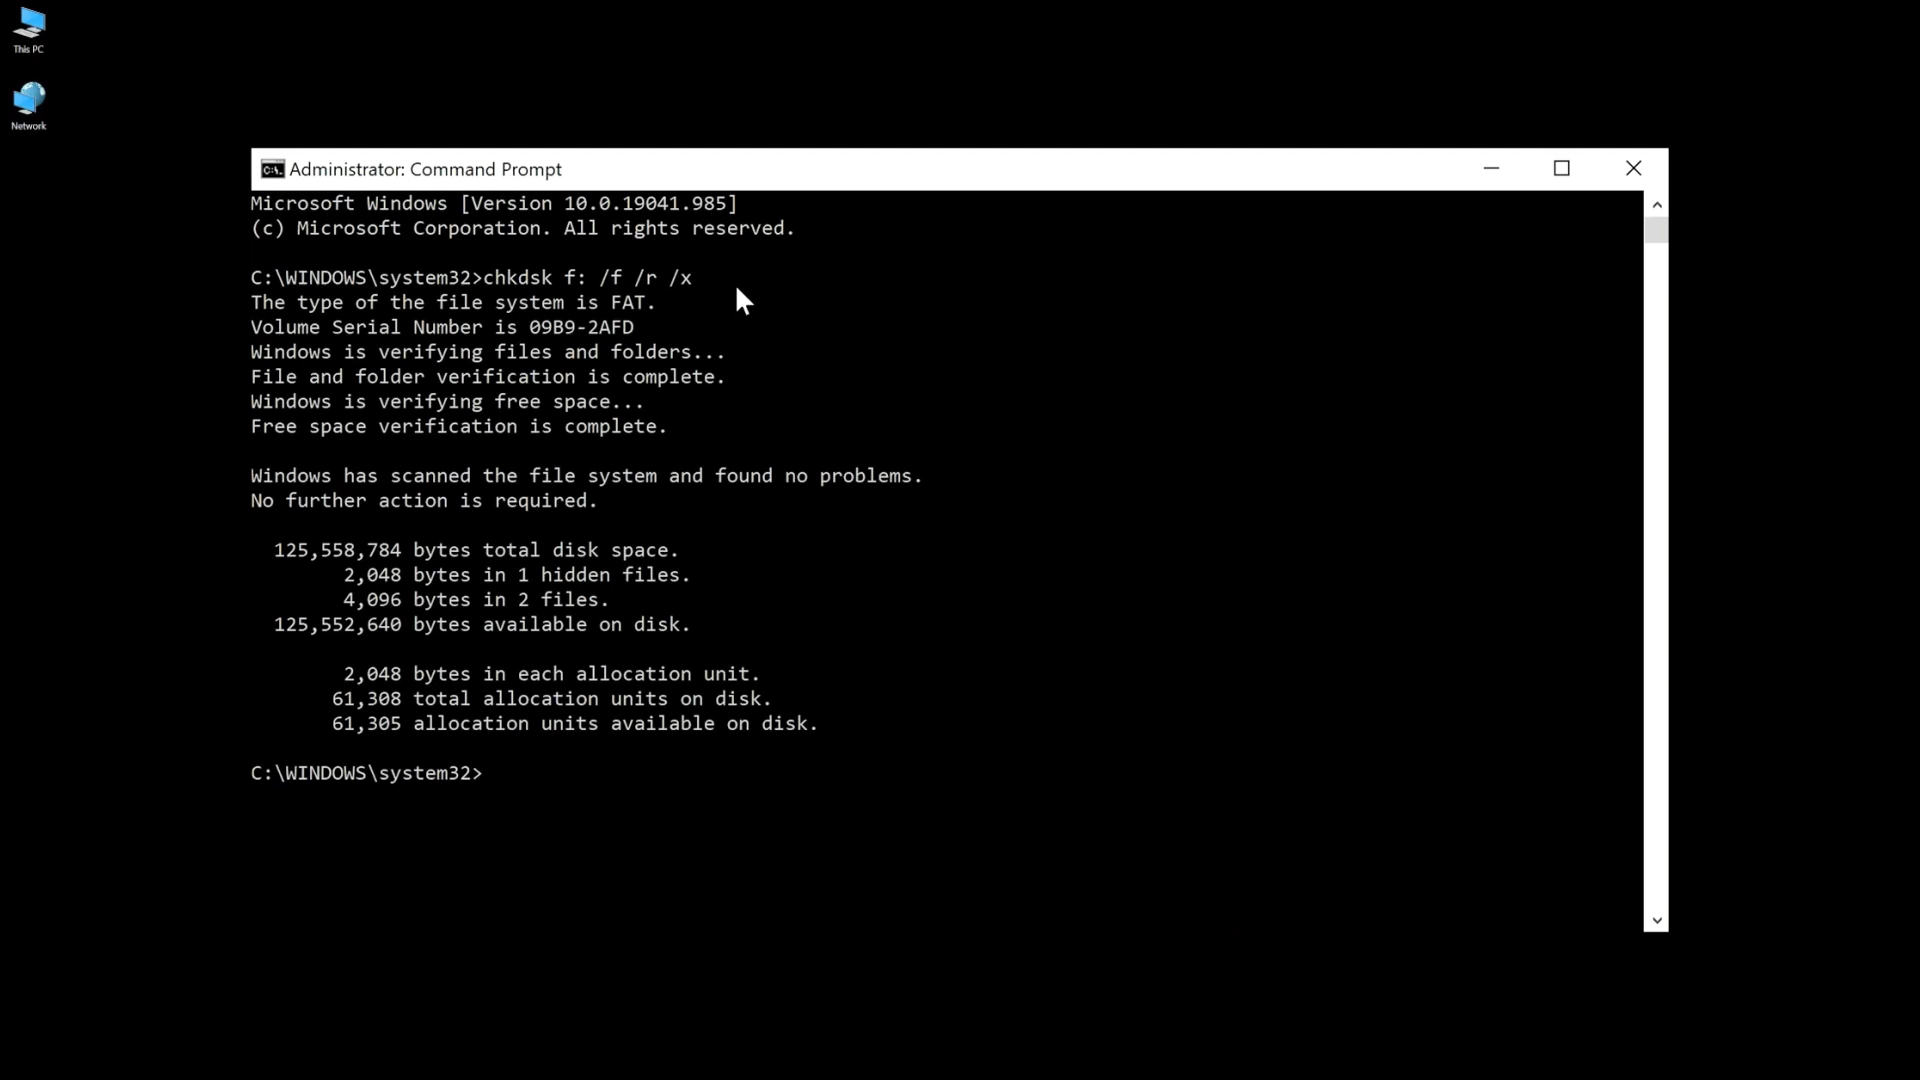 This PC
Network
Administrator: Command Prompt
Microsoft Windows [Version 10.0.19041.985]
(c) Microsoft Corporation. All rights reserved.
C:\WINDOWS\system32>chkdsk f: /f /r /x
The type of the file system is FAT.
Volume Serial Number is 09B9-2AFD
Windows is verifying files and folders...
File and folder verification is complete.
Windows is verifying free space...
Free space verification is complete.
Windows has scanned the file system and found no problems.
No further action is required.
125,558,784 bytes total disk space.
2,048 bytes in 1 hidden files.
4,096 bytes in 2 files.
125,552,640 bytes available on disk.
2,048 bytes in each allocation unit.
61,308 total allocation units on disk.
61,305 allocation units available on disk.
C:\WINDOWS\system32>